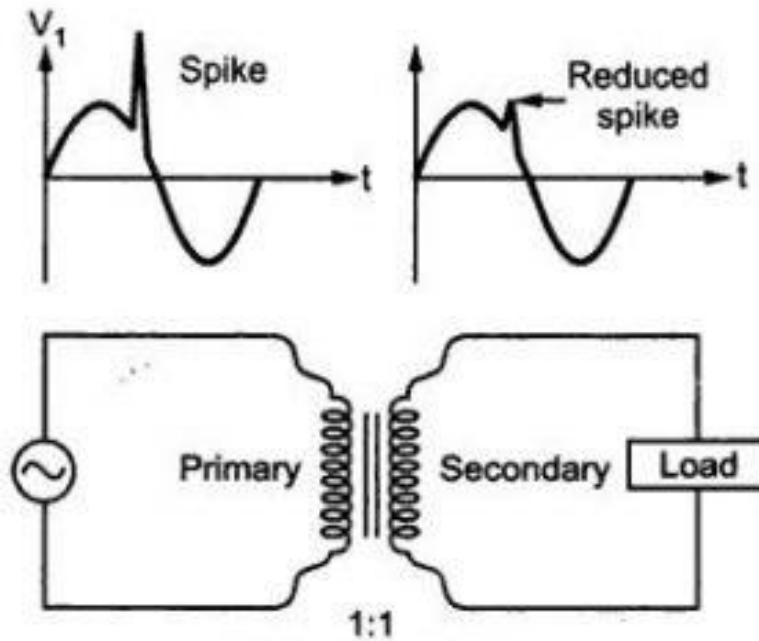 V1
Spike
t
Reduced
spike
t
Primary
Secondary
Load
1:1